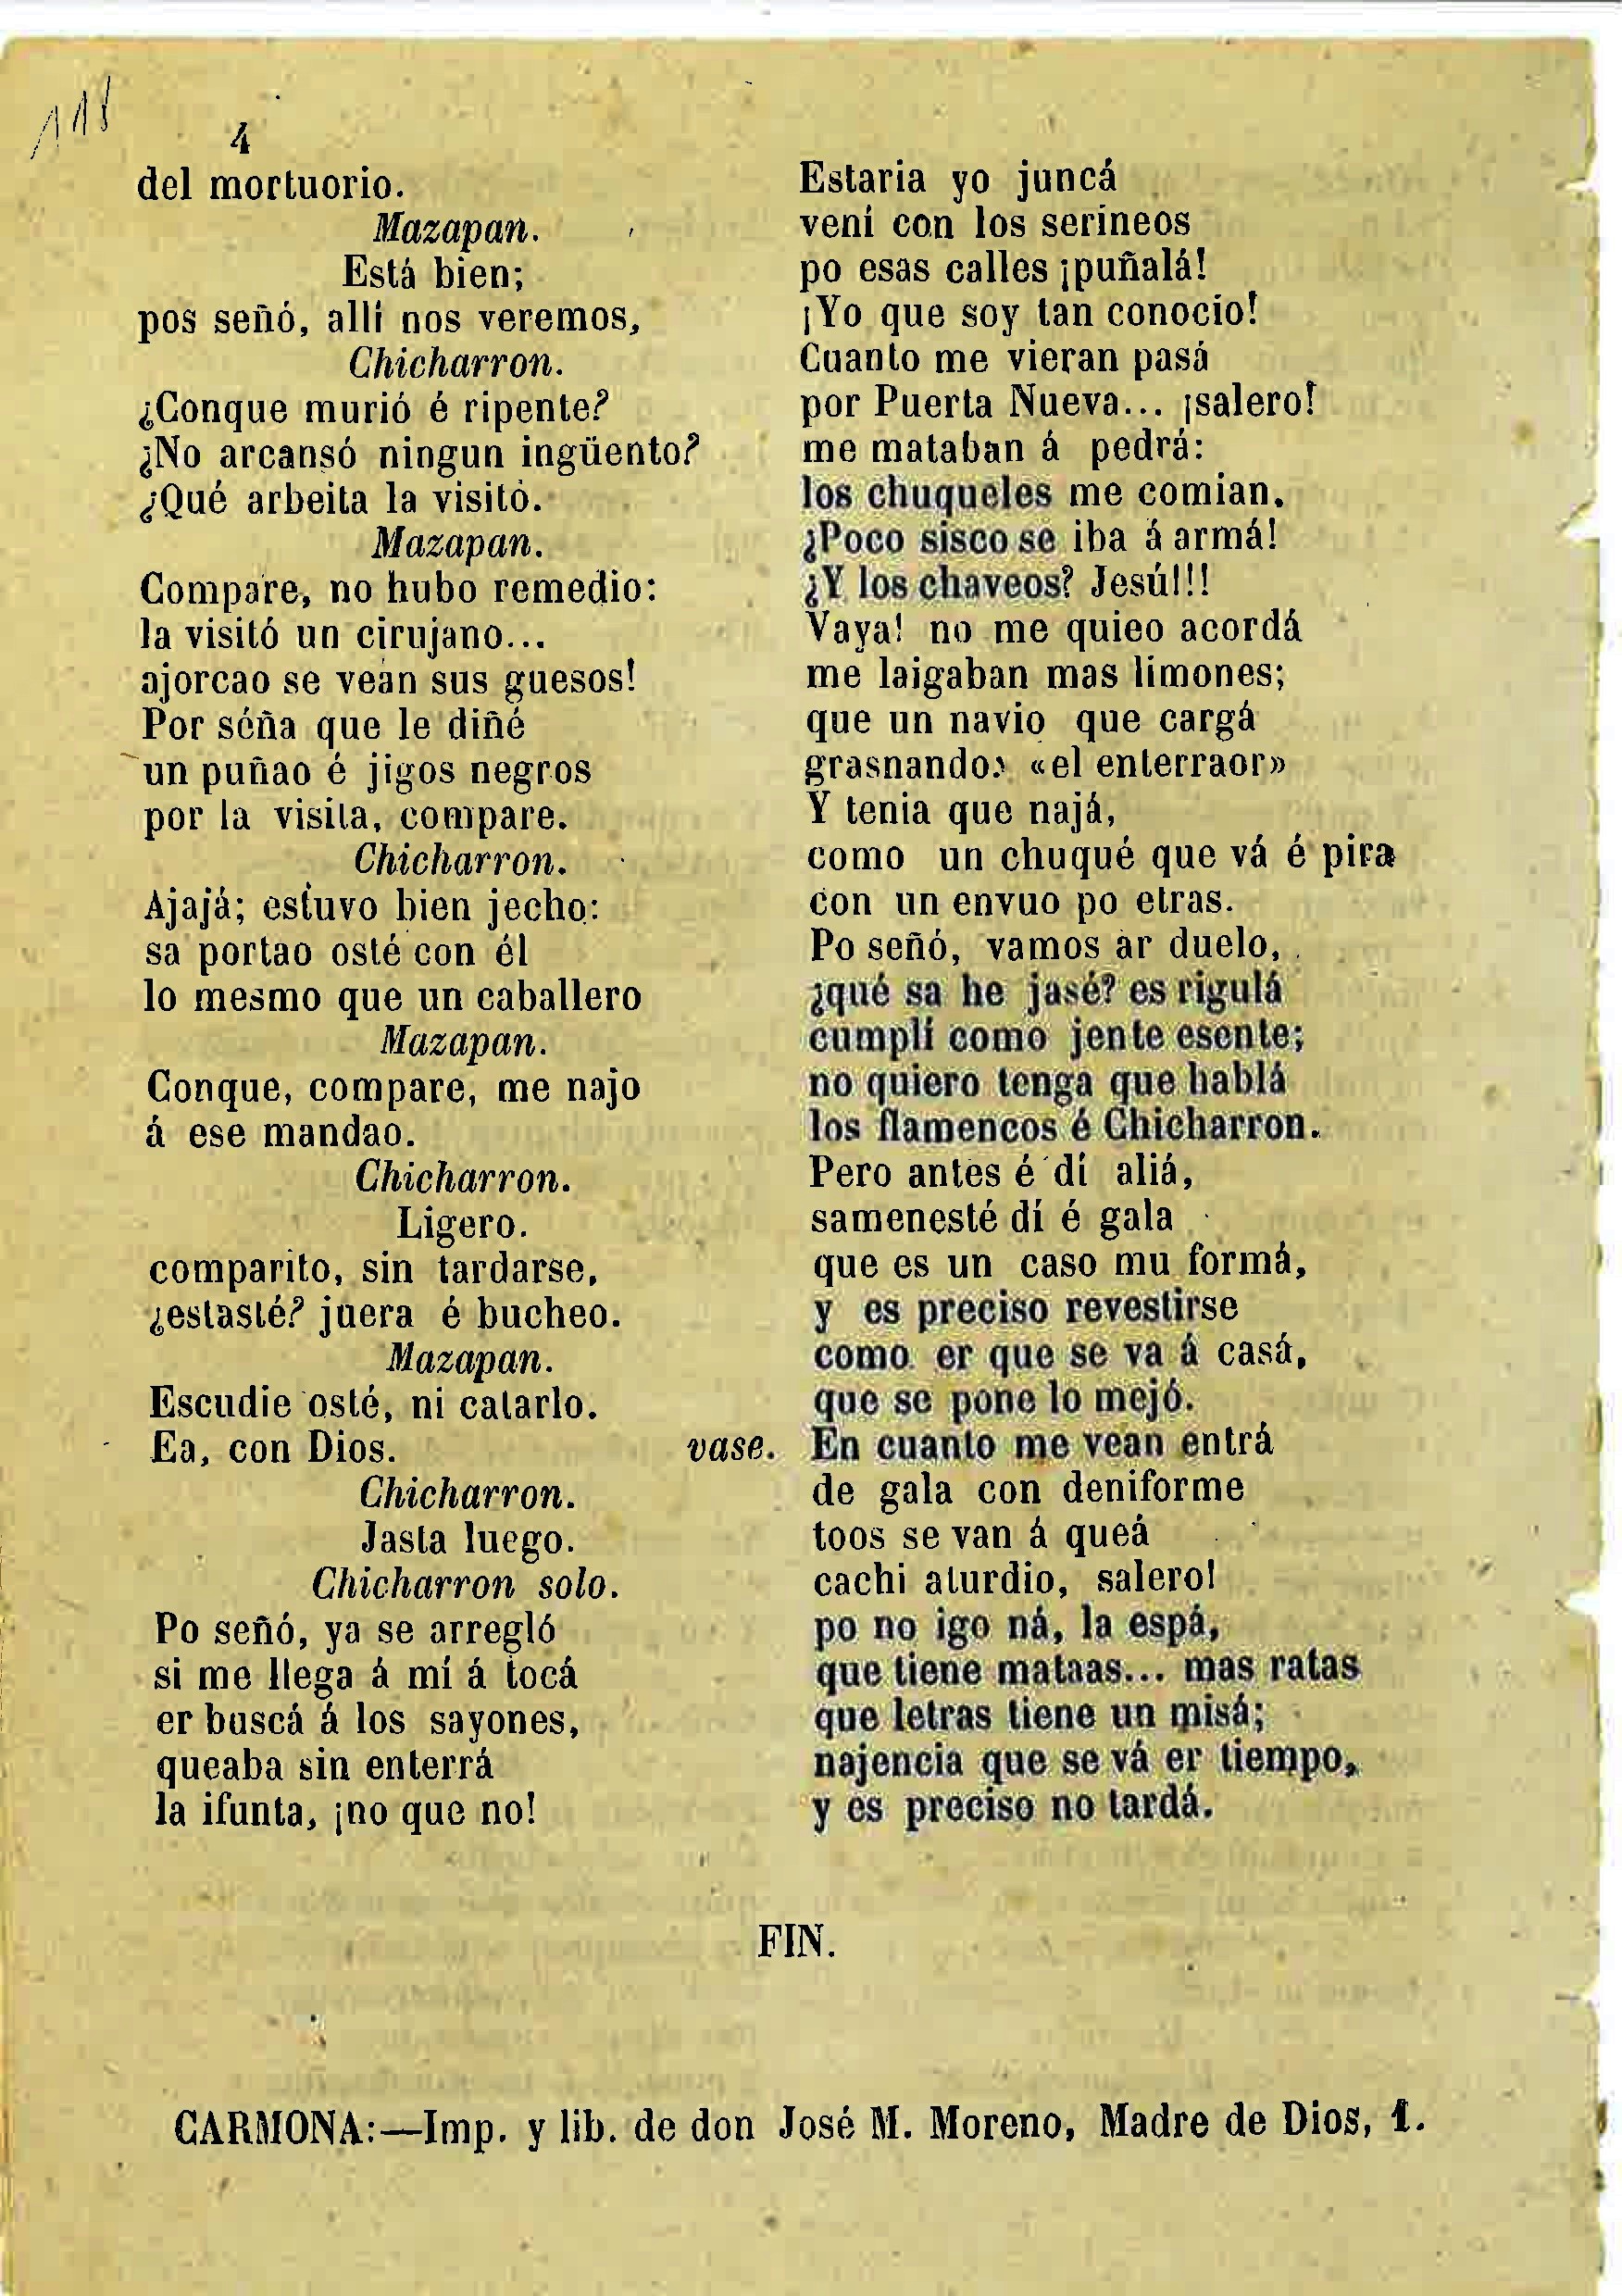 118
4
del mortuorio.
Mazapan.
Está bien;
pos señó, allí nos veremos,
Chicharron.
¿Conque murió é ripente?
¿No arcansó ningun ingüento?
¿Qué arbeita la visitó.
Mazapan.
Compare, no hubo remedio:
la visitó un cirujano...
ajorcao se vean sus guesos!
Por séña que le diñé
un puñao é jigos negros
por la visita, compare.
Chicharron.
Ajajá; estuvo bien jecho:
sa portao osté con él
lo mesmo que un caballero
Mazapan.
Conque, compare, me najo
á ese mandao.
Chicharron.
Ligero.
comparito, sin tardarse,
¿estasté? juera é bucheo.
Mazapan.
Escudie osté, ni catarlo.
Ea, con Dios. vase.
Chicharron.
Jasta luego.
Chicharron solo.
Po señó, ya se arregló
si me llega á mí á tocá
er buscá á los sayones,
queaba sin enterrá
la ifunta, ¡no que no!
Estaria yo juncá
vení con los serineos
po esas calles ¡puñalá!
¡Yo que soy tan conocio!
Cuanto me vieran pasá
por Puerta Nueva... ¡salero!
me mataban á pedrá:
los chuqueles me comian.
¿Poco sisco se iba á armá!
¿Y los chaveos? Jesú!!!
Vaya! no me quieo acordá
me laigaban mas limones;
que un navio que cargá
grasnando: «el enterraor»
Y tenia que najá,
como un chuqué que vá é pira
con un envuo po etras.
Po señó, vamos ar duelo,
¿qué sa he jasé? es rigulá
cumplí como jente esente;
no quiero tenga que hablá
los flamencos é Chicharron.
Pero antes é dí aliá,
samenesté dí é gala
que es un caso mu formá,
y es preciso revestirse
como er que se va á casá,
que se pone lo mejó.
En cuanto me vean entrá
de gala con deniforme
toos se van á queá
cachi aturdio, salero!
po no igo ná, la espá,
que tiene mataas... mas ratas
que letras tiene un misá;
najencia que se vá er tiempo,
y es preciso no tardá.
FIN.
CARMONA:—Imp. y lib. de don José M. Moreno, Madre de Dios, 1.